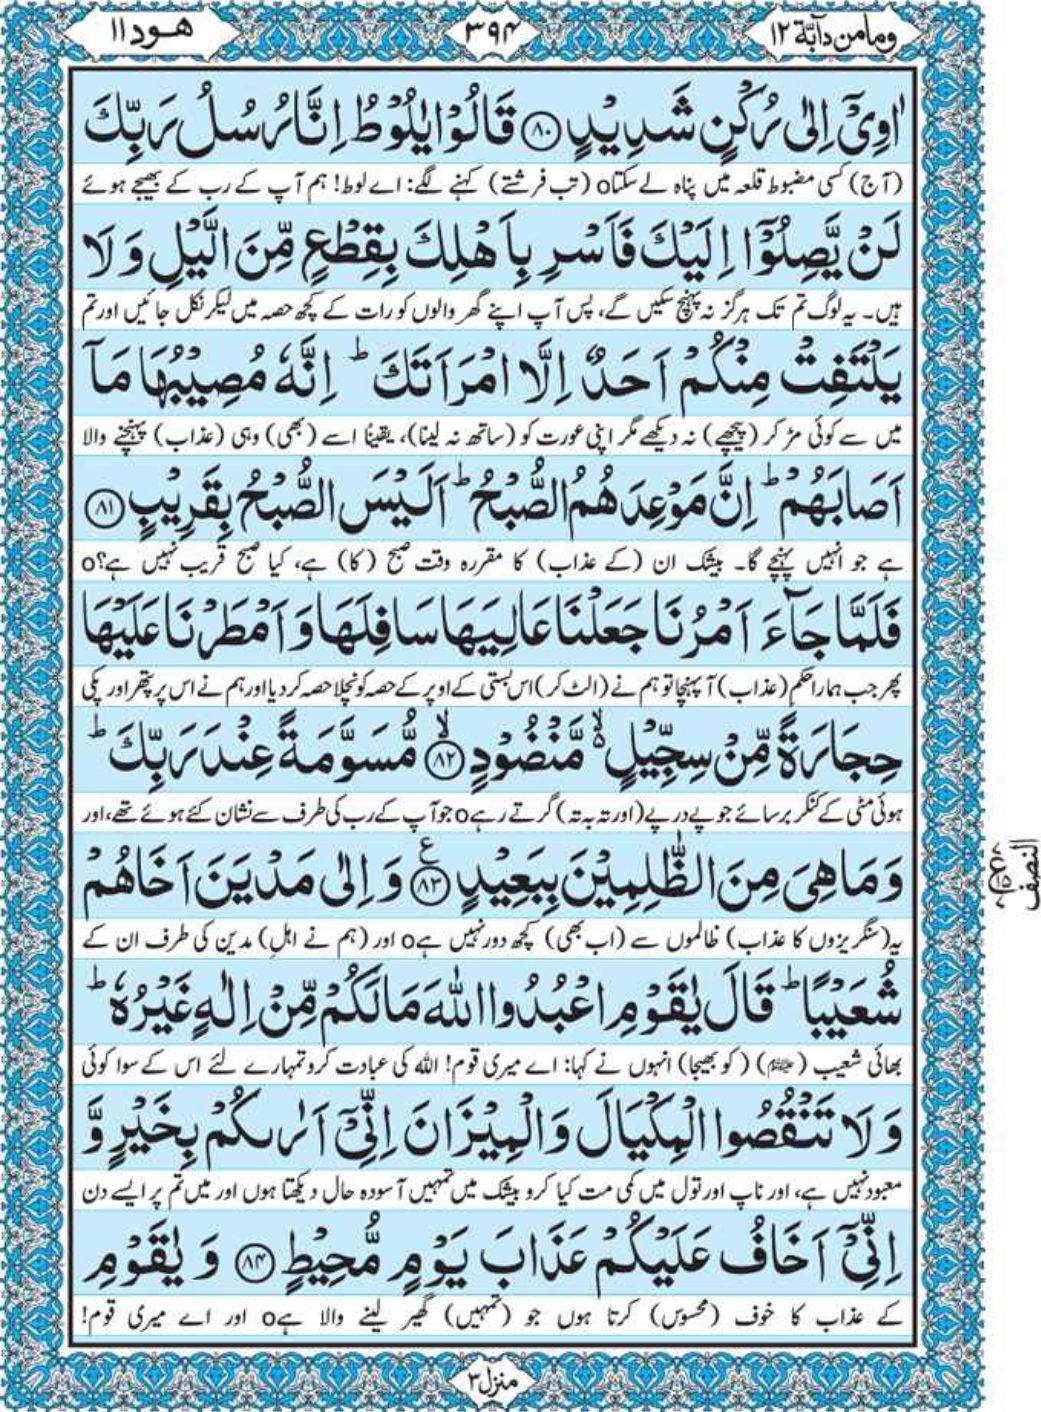 وما من دآبة ١٢
٣٩٤
هـود ١١
اٰوِیْۤ اِلٰی رُكْنٍ شَدِیْدٍ ﴿۸۰﴾ قَالُوْا یٰلُوْطُ اِنَّا رُسُلُ رَبِّكَ
(آج) کسی مضبوط قلعہ میں پناہ لے سکتاo (تب فرشتے) کہنے لگے: اے لوط! ہم آپ کے رب کے بھیجے ہوئے
لَنْ یَّصِلُوْۤا اِلَیْكَ فَاَسْرِ بِاَهْلِكَ بِقِطْعٍ مِّنَ الَّیْلِ وَ لَا
ہیں۔ یہ لوگ تم تک ہرگز نہ پہنچ سکیں گے، پس آپ اپنے گھر والوں کو رات کے کچھ حصہ میں لیکر نکل جائیں اور تم
یَلْتَفِتْ مِنْكُمْ اَحَدٌ اِلَّا امْرَاَتَكَ ؕ اِنَّهٗ مُصِیْبُهَا مَاۤ
میں سے کوئی مڑ کر (پیچھے) نہ دیکھے مگر اپنی عورت کو (ساتھ نہ لینا)، یقینًا اسے (بھی) وہی (عذاب) پہنچنے والا
اَصَابَهُمْ ؕ اِنَّ مَوْعِدَهُمُ الصُّبْحُ ؕ اَلَیْسَ الصُّبْحُ بِقَرِیْبٍ ﴿۸۱﴾
ہے جو انہیں پہنچے گا۔ بیشک ان (کے عذاب) کا مقررہ وقت صبح (کا) ہے، کیا صبح قریب نہیں ہے؟o
فَلَمَّا جَآءَ اَمْرُنَا جَعَلْنَا عَالِیَهَا سَافِلَهَا وَ اَمْطَرْنَا عَلَیْهَا
پھر جب ہمارا حکمِ (عذاب) آ پہنچا تو ہم نے (الٹ کر) اس بستی کے اوپر کے حصہ کو نچلا حصہ کر دیا اور ہم نے اس پر پتھر اور پکی
حِجَارَةً مِّنْ سِجِّیْلٍ ۙ۬ مَّنْضُوْدٍ ﴿ۙ۸۲﴾ مُّسَوَّمَةً عِنْدَ رَبِّكَ ؕ
ہوئی مٹی کے کنکر برسائے جو پے در پے (اور تہ بہ تہ) گرتے رہےo جو آپ کے رب کی طرف سے نشان کئے ہوئے تھے، اور
وَ مَا هِیَ مِنَ الظّٰلِمِیْنَ بِبَعِیْدٍ ﴿٪۸۳﴾ وَ اِلٰی مَدْیَنَ اَخَاهُمْ
یہ (سنگریزوں کا عذاب) ظالموں سے (اب بھی) کچھ دور نہیں ہےo اور (ہم نے اہلِ) مدین کی طرف ان کے
شُعَیْبًا ؕ قَالَ یٰقَوْمِ اعْبُدُوا اللّٰهَ مَا لَكُمْ مِّنْ اِلٰهٍ غَیْرُهٗ ؕ
بھائی شعیب (علیہ السلام) (کو بھیجا) انہوں نے کہا: اے میری قوم! اللہ کی عبادت کرو تمہارے لئے اس کے سوا کوئی
وَ لَا تَنْقُصُوا الْمِكْیَالَ وَ الْمِیْزَانَ اِنِّیْۤ اَرٰىكُمْ بِخَیْرٍ وَّ
معبود نہیں ہے، اور ناپ اور تول میں کمی مت کیا کرو بیشک میں تمہیں آسودہ حال دیکھتا ہوں اور میں تم پر ایسے دن
اِنِّیْۤ اَخَافُ عَلَیْكُمْ عَذَابَ یَوْمٍ مُّحِیْطٍ ﴿۸۴﴾ وَ یٰقَوْمِ
کے عذاب کا خوف (محسوس) کرتا ہوں جو (تمہیں) گھیر لینے والا ہےo اور اے میری قوم!
النصف
منزل ٣